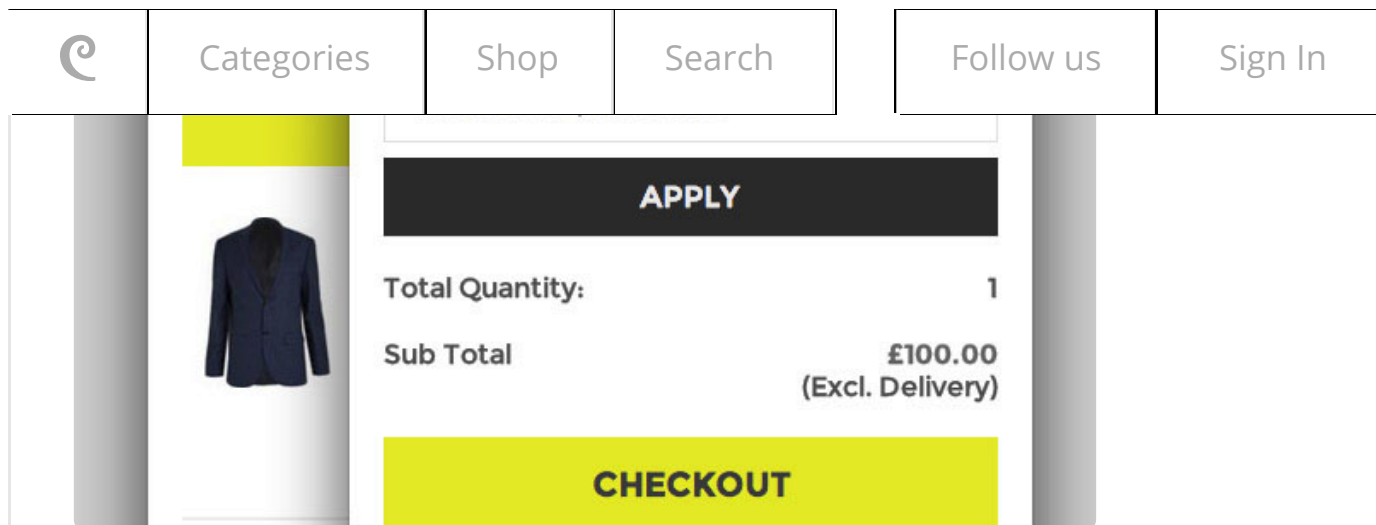 Categories
Shop
Search
Follow us
Sign In
APPLY
Total Quantity: 1
Sub Total £100.00
(Excl. Delivery)
CHECKOUT